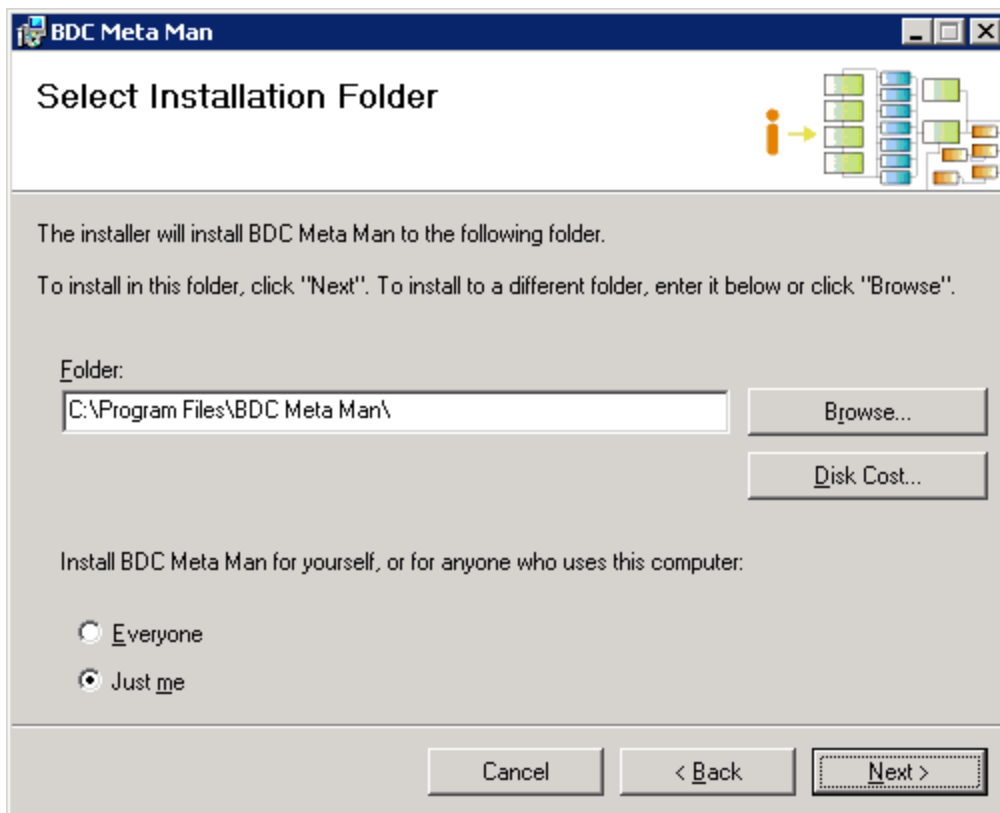 BDC Meta Man
Select Installation Folder
The installer will install BDC Meta Man to the following folder.
To install in this folder, click "Next". To install to a different folder, enter it below or click "Browse".
Folder:
C:\Program Files\BDC Meta Man\
Browse...
Disk Cost...
Install BDC Meta Man for yourself, or for anyone who uses this computer:
Everyone
Just me
Cancel
< Back
Next >